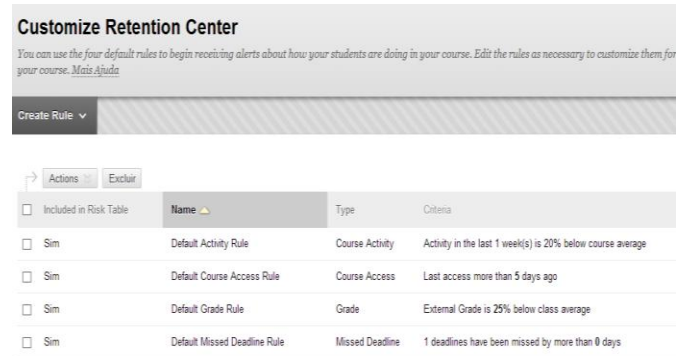 Customize Retention Center
You can use the four default rules to begin receiving alerts about how your students are doing in your course. Edit the rules as necessary to customize them for
your course. Mais Ajuda
Create Rule
Actions Excluir
Included in Risk Table Name Type Criteria
Sim Default Activity Rule Course Activity Activity in the last 1 week(s) is 20% below course average
Sim Default Course Access Rule Course Access Last access more than 5 days ago
Sim Default Grade Rule Grade External Grade is 25% below class average
Sim Default Missed Deadline Rule Missed Deadline 1 deadlines have been missed by more than 0 days